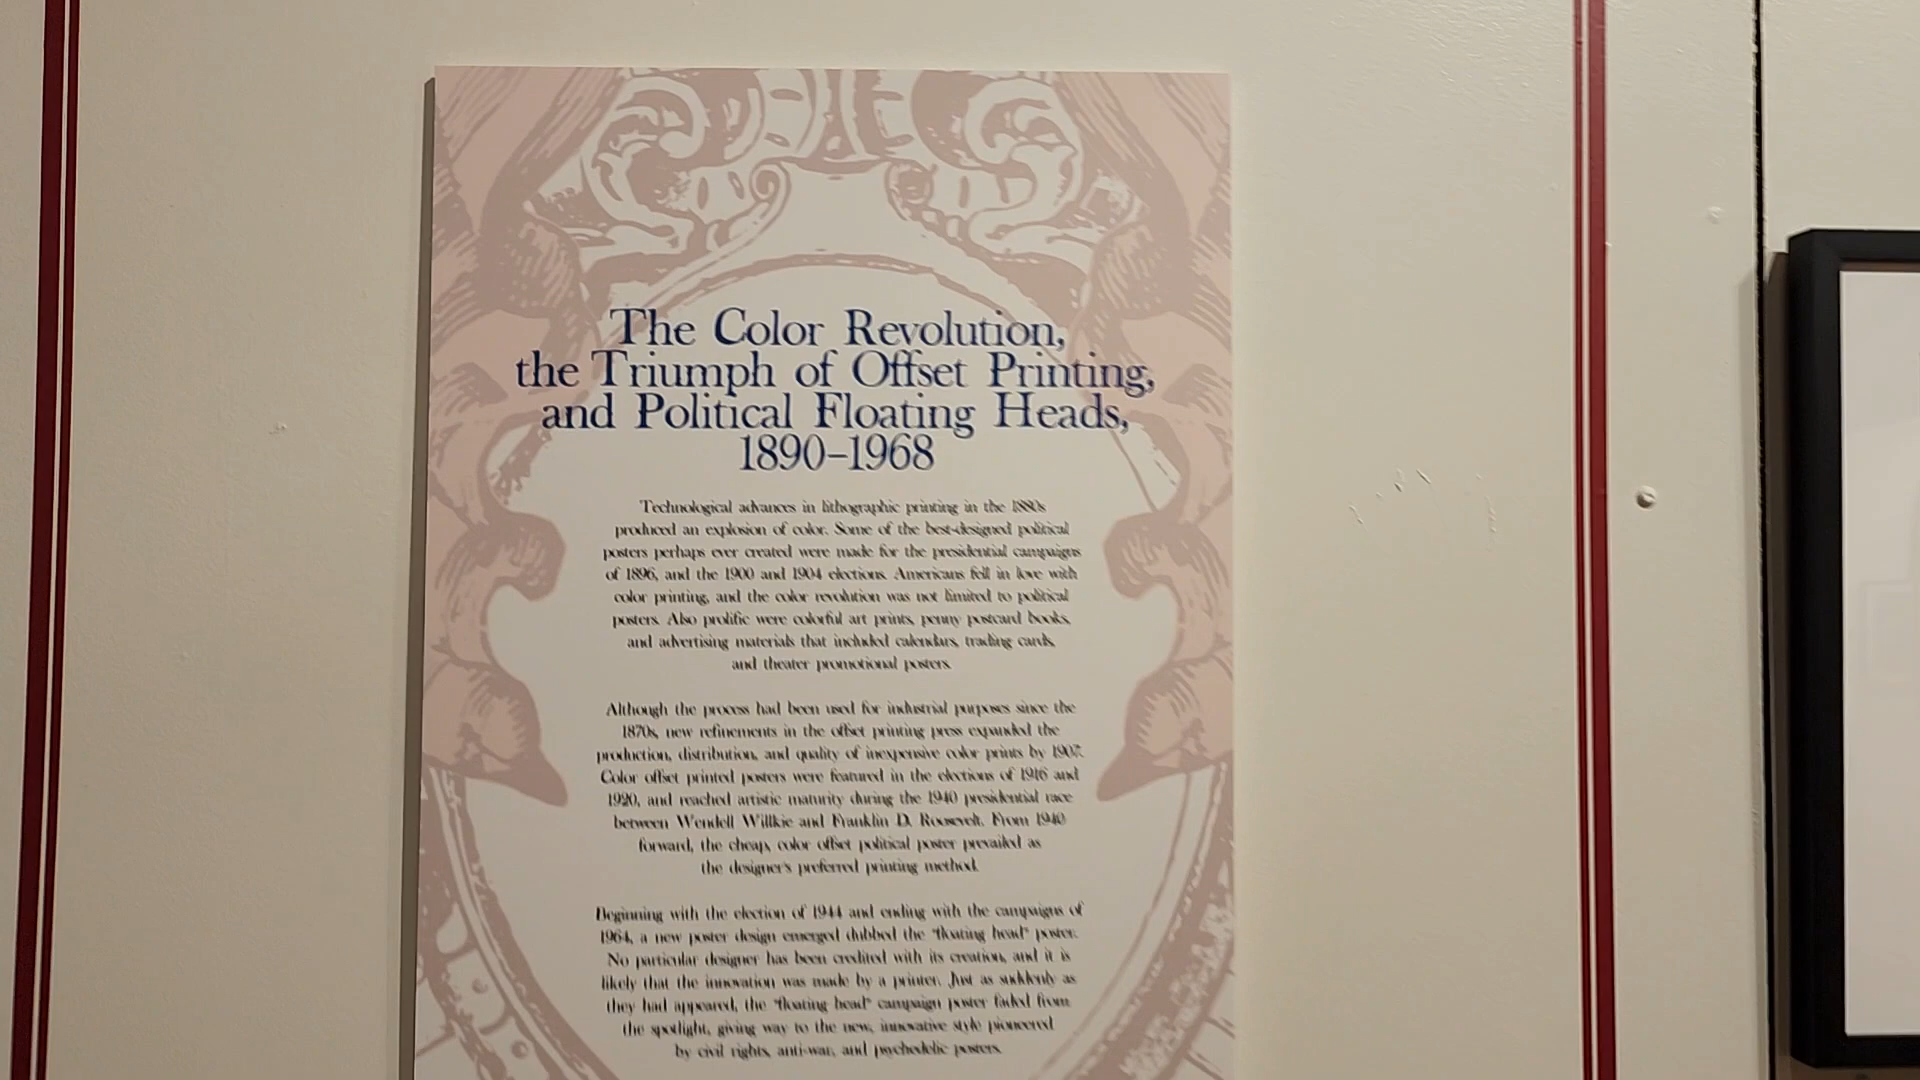 The Color Revolution,
the Triumph of Offset Printing,
and Political Floating Heads,
1890–1968
Technological advances in lithographic printing in the 1880s
produced an explosion of color. Some of the best-designed political
posters perhaps ever created were made for the presidential campaigns
of 1896, and the 1900 and 1904 elections. Americans fell in love with
color printing, and the color revolution was not limited to political
posters. Also prolific were colorful art prints, penny postcard books,
and advertising materials that included calendars, trading cards,
and theater promotional posters.
Although the process had been used for industrial purposes since the
1870s, new refinements in the offset printing press expanded the
production, distribution, and quality of inexpensive color prints by 1907.
Color offset printed posters were featured in the elections of 1916 and
1920, and reached artistic maturity during the 1940 presidential race
between Wendell Willkie and Franklin D. Roosevelt. From 1940
forward, the cheap, color offset political poster prevailed as
the designer's preferred printing method.
Beginning with the election of 1944 and ending with the campaigns of
1964, a new poster design emerged dubbed the "floating head" poster.
No particular designer has been credited with its creation, and it is
likely that the innovation was made by a printer. Just as suddenly as
they had appeared, the "floating head" campaign poster faded from
the spotlight, giving way to the new, innovative style pioneered
by civil rights, anti-war, and psychedelic posters.